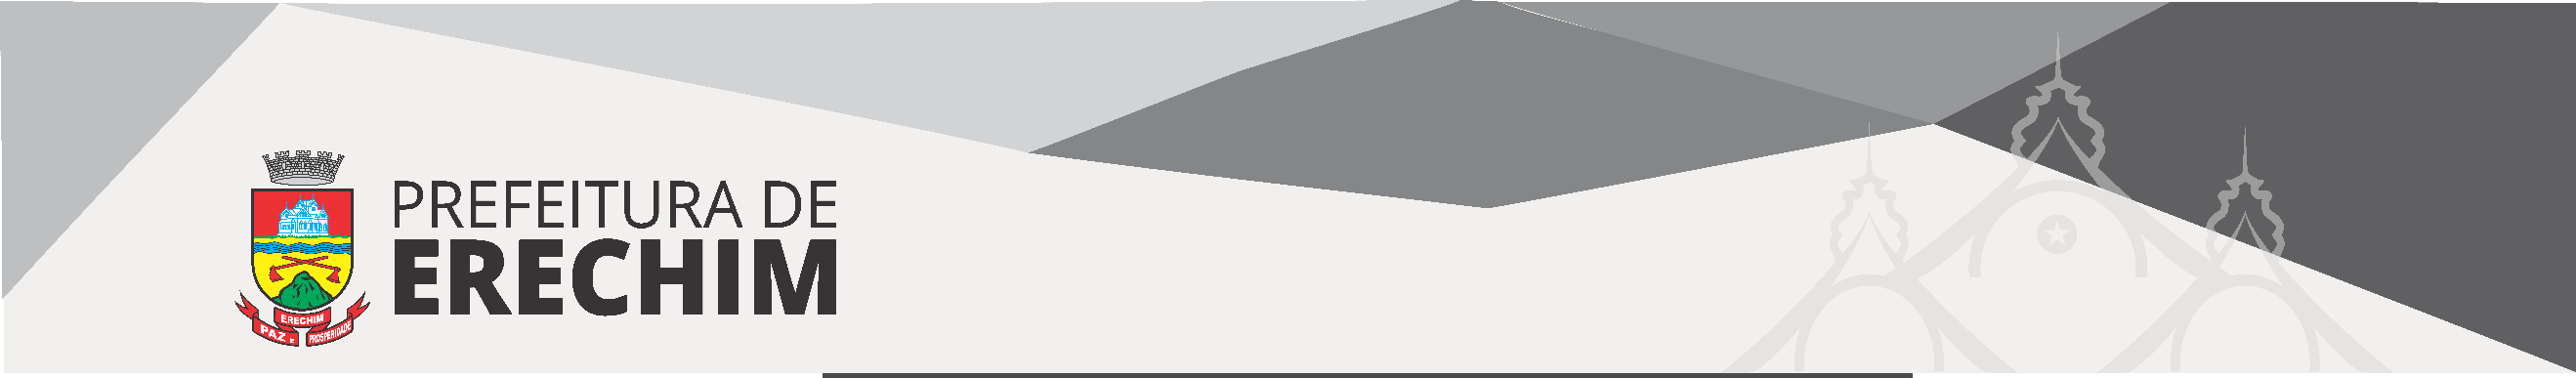 PREFEITURA DE
ERECHIM
ERECHIM
PAZ E PROSPERIDADE